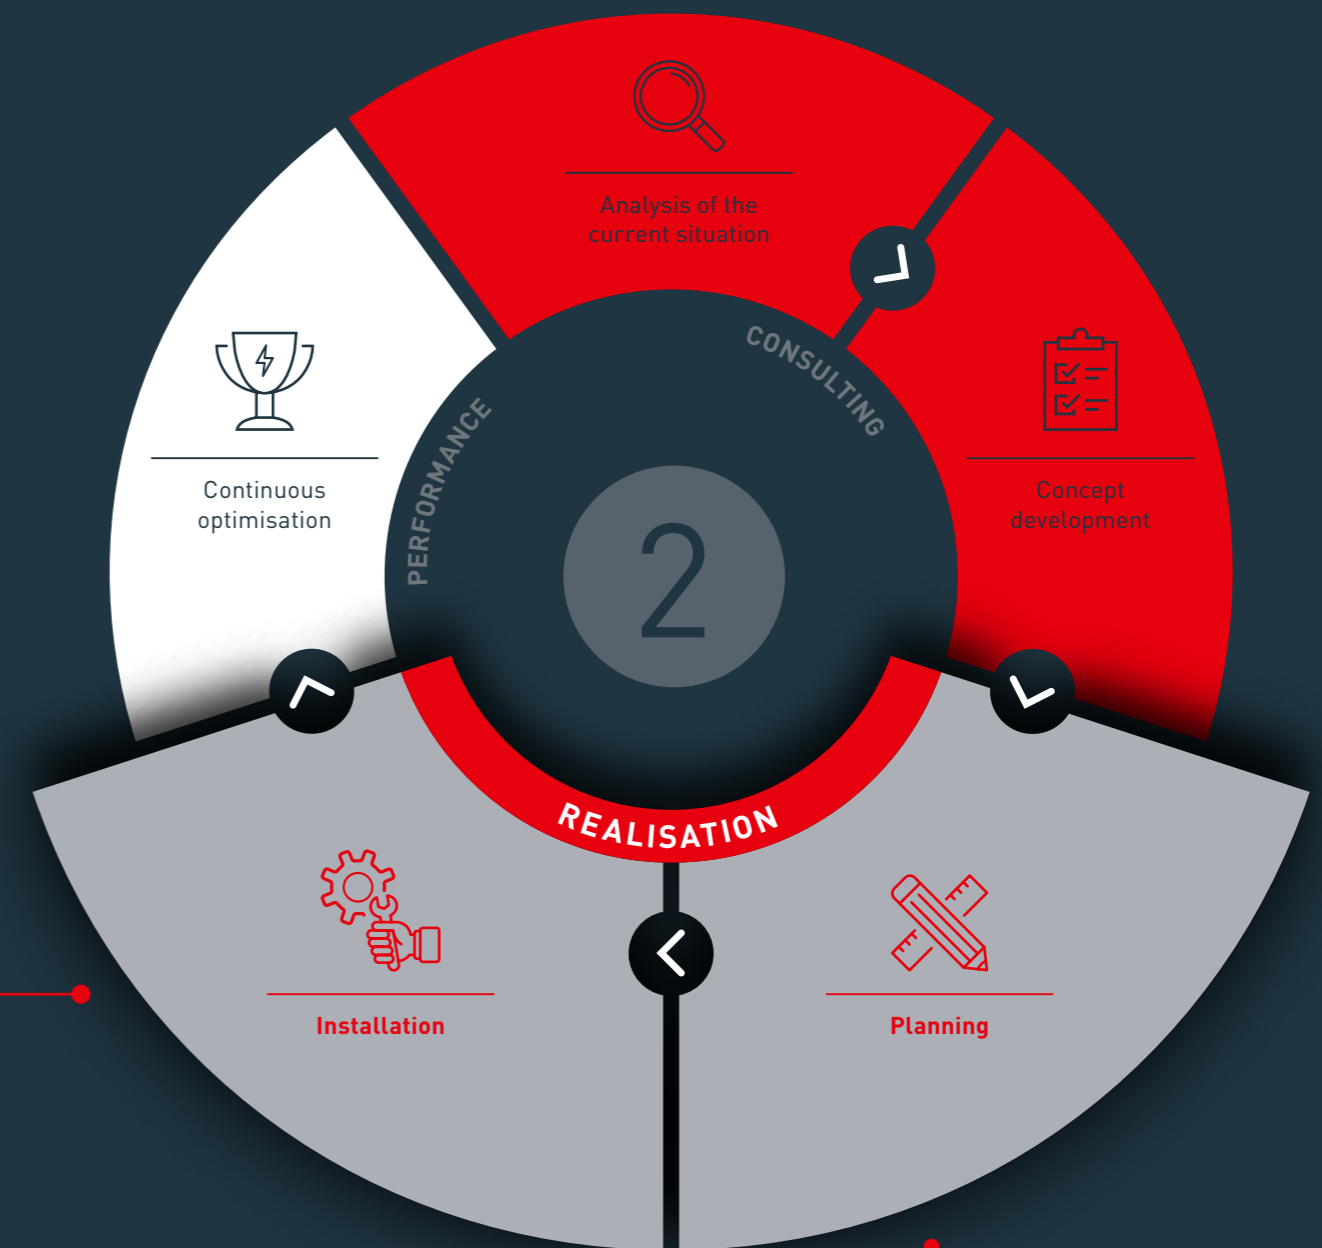 Analysis of the
current situation
CONSULTING
Concept
development
Continuous
optimisation
PERFORMANCE
2
REALISATION
Installation
Planning